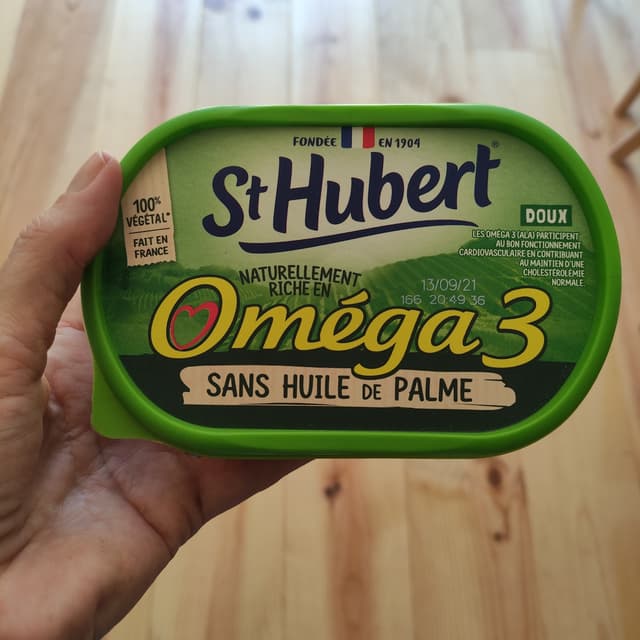 FONDÉE EN 1904
St Hubert®
100%
VÉGÉTAL*
FAIT EN
FRANCE
DOUX
LES OMÉGA 3 (ALA) PARTICIPENT
AU BON FONCTIONNEMENT
CARDIOVASCULAIRE EN CONTRIBUANT
AU MAINTIEN D'UNE
CHOLESTÉROLÉMIE
NORMALE
NATURELLEMENT
RICHE EN
13/09/21
166 20:49 36
Oméga 3
SANS HUILE DE PALME